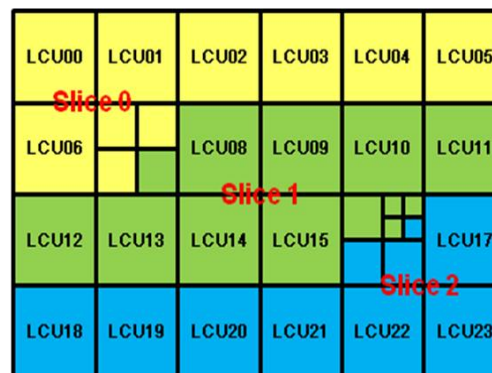 LCU00 LCU01 LCU02 LCU03 LCU04 LCU05
Slice 0
LCU06 LCU08 LCU09 LCU10 LCU11
Slice 1
LCU12 LCU13 LCU14 LCU15 LCU17
Slice 2
LCU18 LCU19 LCU20 LCU21 LCU22 LCU23